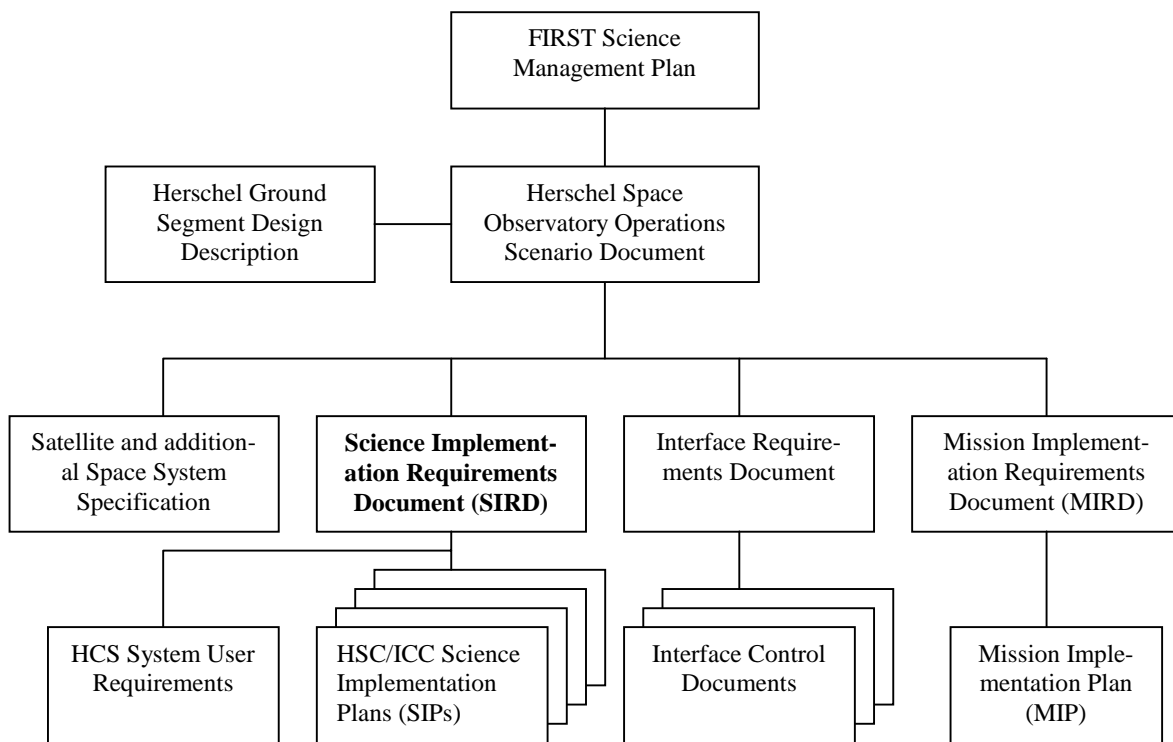 FIRST Science
Management Plan
Herschel Ground
Segment Design
Description
Herschel Space
Observatory Operations
Scenario Document
Satellite and addition-
al Space System
Specification
Science Implement-
ation Requirements
Document (SIRD)
Interface Require-
ments Document
Mission Implement-
ation Requirements
Document (MIRD)
HCS System User
Requirements
HSC/ICC Science
Implementation
Plans (SIPs)
Interface Control
Documents
Mission Imple-
mentation Plan
(MIP)